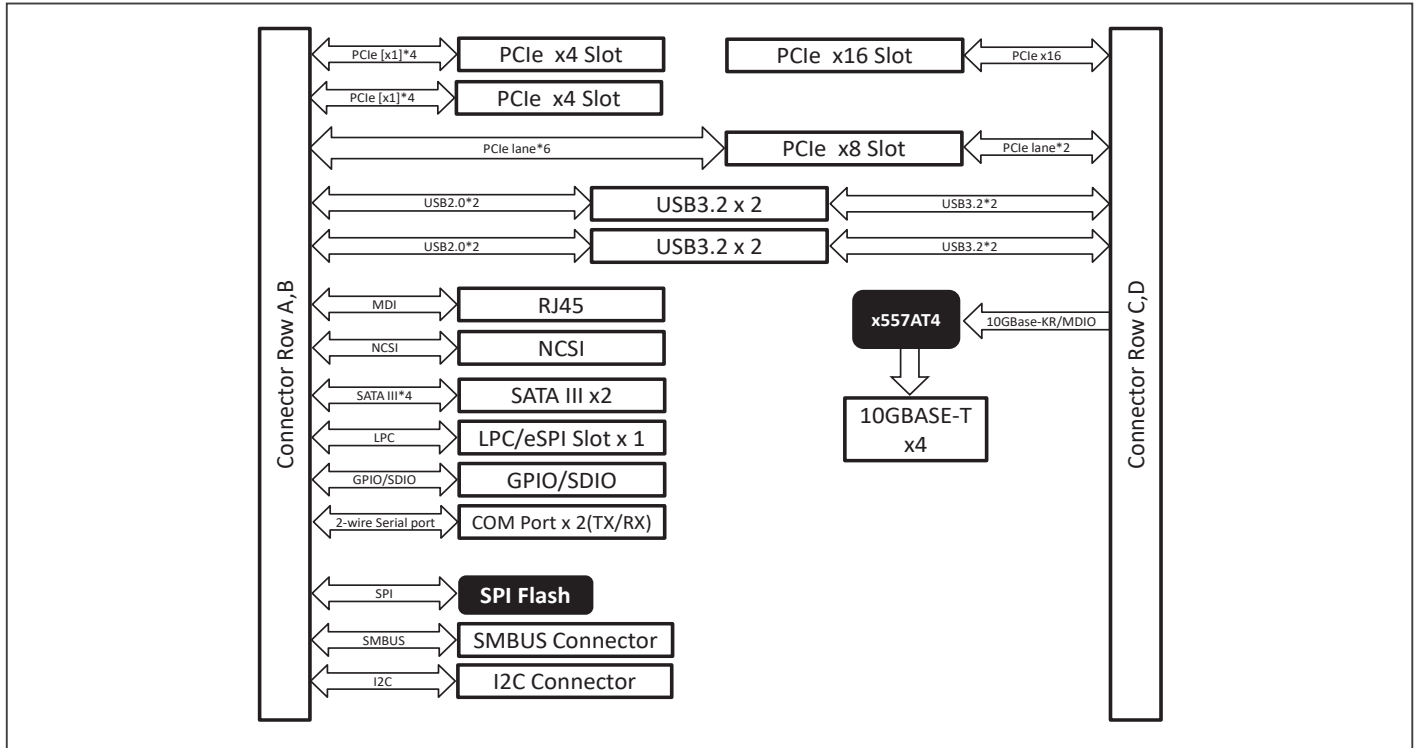 PCIe [x1]*4
PCIe x4 Slot
PCIe x16 Slot
PCIe x16
PCIe [x1]*4
PCIe x4 Slot
PCIe lane*6
PCIe x8 Slot
PCIe lane*2
USB2.0*2
USB3.2 x 2
USB3.2*2
USB2.0*2
USB3.2 x 2
USB3.2*2
Connector Row A,B
Connector Row C,D
MDI
RJ45
x557AT4
10GBase-KR/MDIO
NCSI
NCSI
SATA III*4
SATA III x2
10GBASE-T
x4
LPC
LPC/eSPI Slot x 1
GPIO/SDIO
GPIO/SDIO
2-wire Serial port
COM Port x 2(TX/RX)
SPI
SPI Flash
SMBUS
SMBUS Connector
I2C
I2C Connector